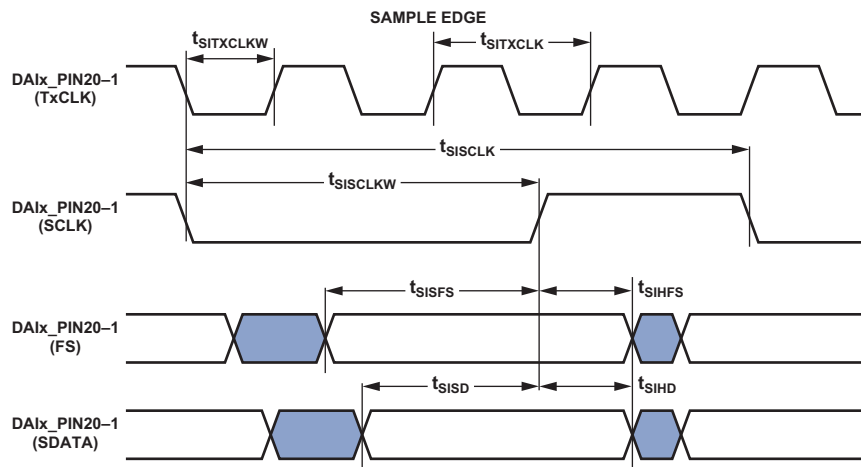 SAMPLE EDGE
tSITXCLKW
tSITXCLK
DAIx_PIN20–1
(TxCLK)
tSISCLK
tSISCLKW
DAIx_PIN20–1
(SCLK)
tSISFS
tSIHFS
DAIx_PIN20–1
(FS)
tSISD
tSIHD
DAIx_PIN20–1
(SDATA)